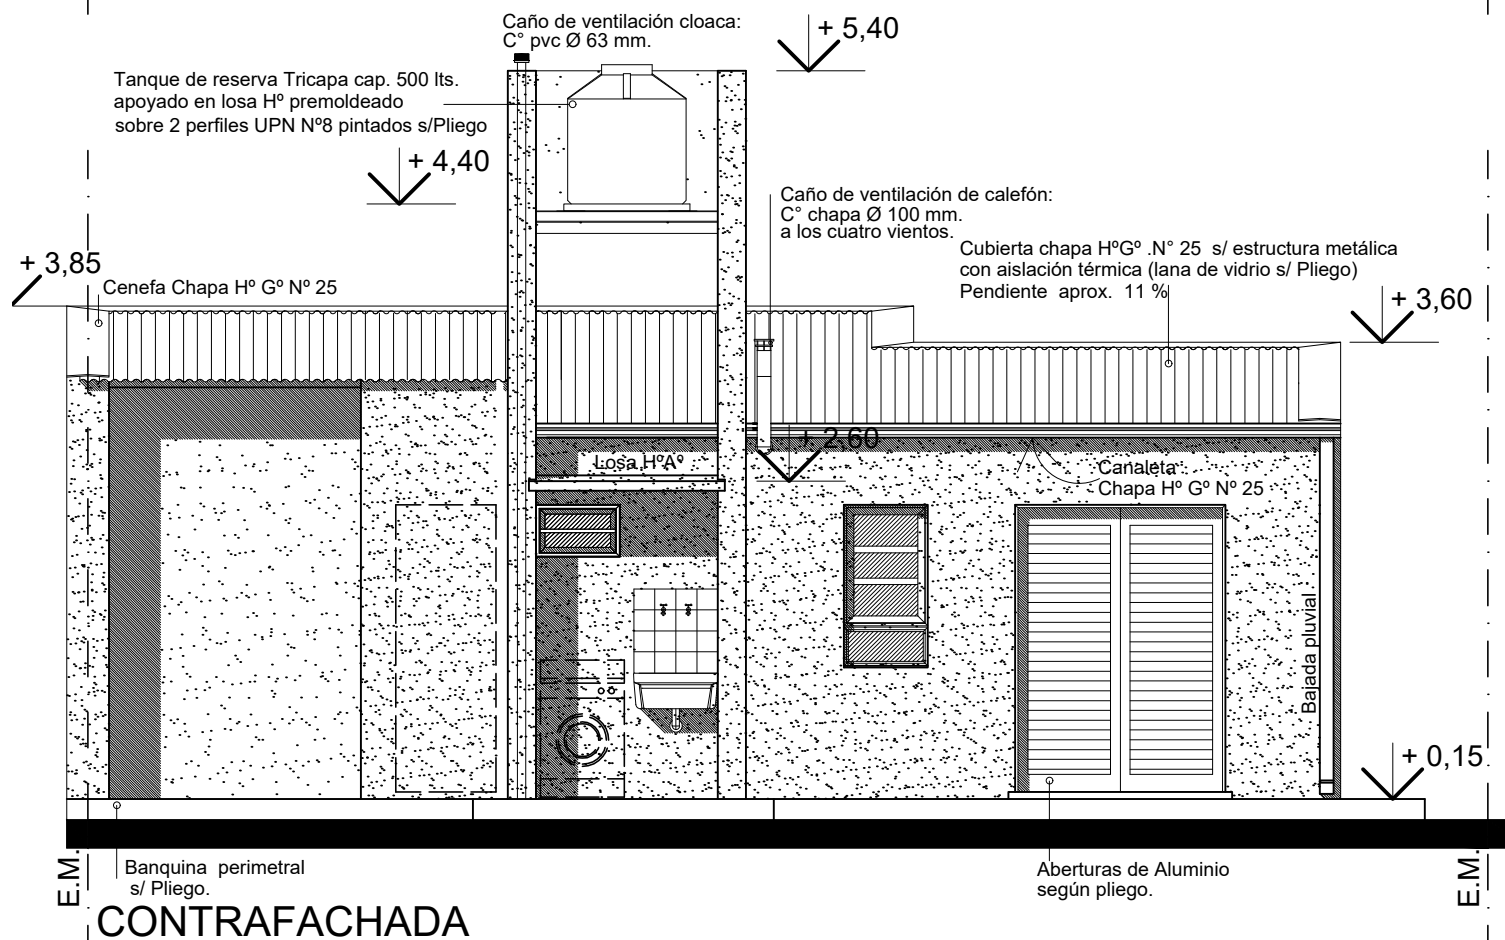 Caño de ventilación cloaca:
C° pvc Ø 63 mm.
+ 5,40
Tanque de reserva Tricapa cap. 500 lts.
apoyado en losa Hº premoldeado
sobre 2 perfiles UPN Nº8 pintados s/Pliego
+ 4,40
Caño de ventilación de calefón:
C° chapa Ø 100 mm.
a los cuatro vientos.
Cubierta chapa HºGº .N° 25 s/ estructura metálica
con aislación térmica (lana de vidrio s/ Pliego)
Pendiente aprox. 11 %
+ 3,85
Cenefa Chapa Hº Gº Nº 25
+ 3,60
+ 2,60
Losa HºAº
Canaleta
Chapa Hº Gº Nº 25
Bajada pluvial
+ 0,15
Banquina perimetral
s/ Pliego.
Aberturas de Aluminio
según pliego.
E.M.
E.M.
CONTRAFACHADA